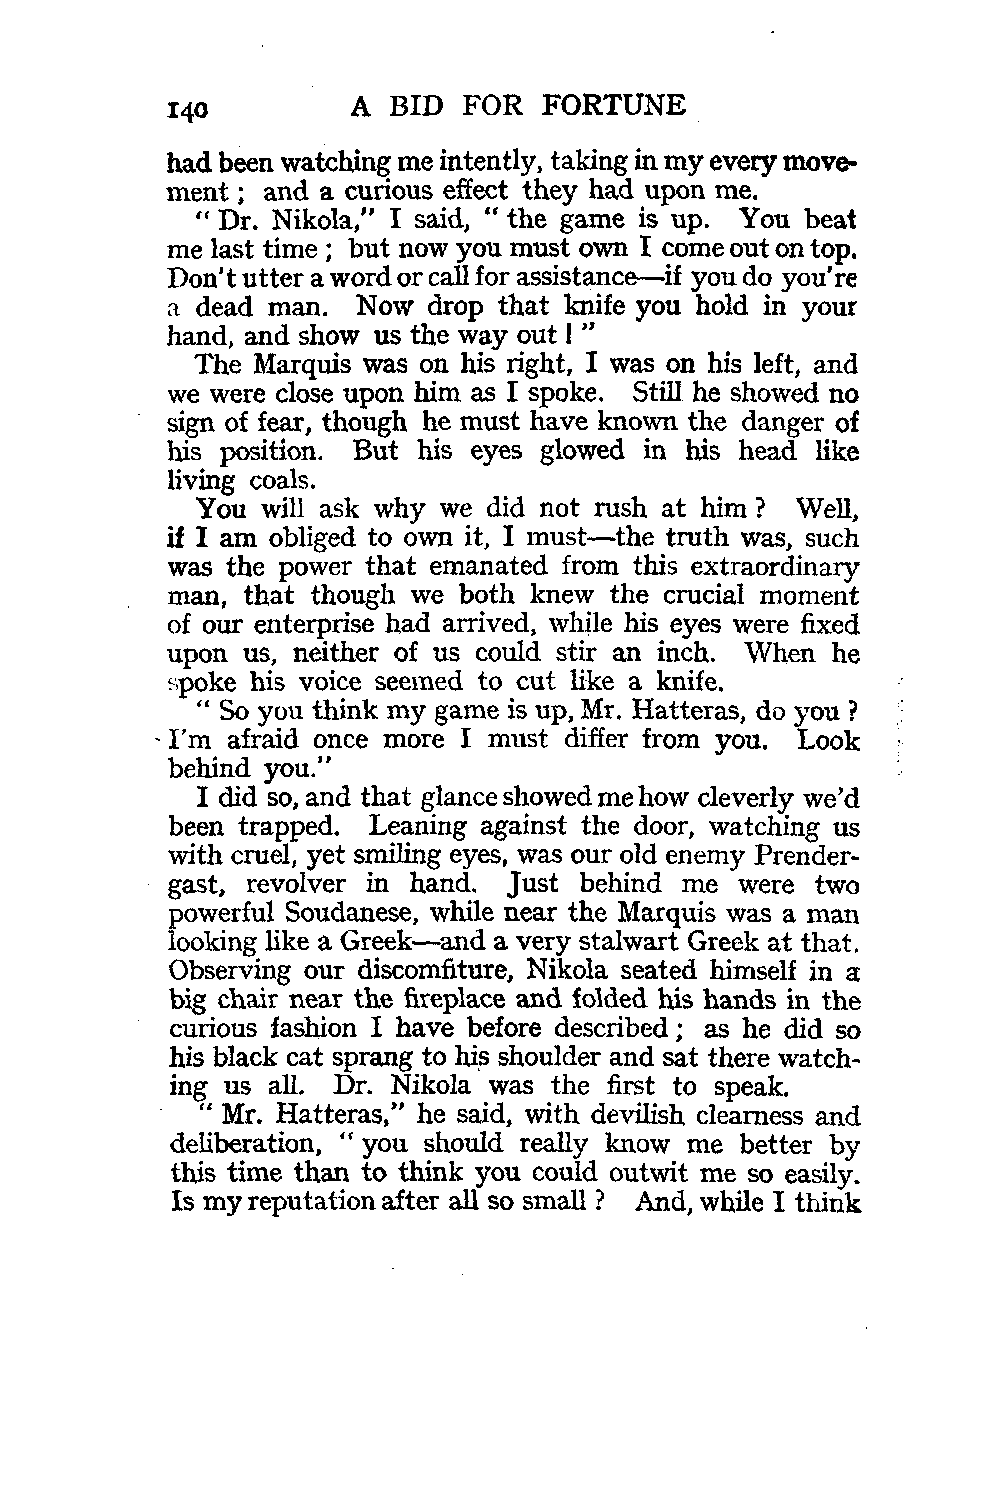 140 A BID FOR FORTUNE
had been watching me intently, taking in my every move-
ment ; and a curious effect they had upon me.
“ Dr. Nikola,” I said, “ the game is up. You beat
me last time ; but now you must own I come out on top.
Don't utter a word or call for assistance—if you do you're
a dead man. Now drop that knife you hold in your
hand, and show us the way out ! ”
The Marquis was on his right, I was on his left, and
we were close upon him as I spoke. Still he showed no
sign of fear, though he must have known the danger of
his position. But his eyes glowed in his head like
living coals.
You will ask why we did not rush at him ? Well,
if I am obliged to own it, I must—the truth was, such
was the power that emanated from this extraordinary
man, that though we both knew the crucial moment
of our enterprise had arrived, while his eyes were fixed
upon us, neither of us could stir an inch. When he
spoke his voice seemed to cut like a knife.
“ So you think my game is up, Mr. Hatteras, do you ?
I'm afraid once more I must differ from you. Look
behind you.”
I did so, and that glance showed me how cleverly we'd
been trapped. Leaning against the door, watching us
with cruel, yet smiling eyes, was our old enemy Prender-
gast, revolver in hand. Just behind me were two
powerful Soudanese, while near the Marquis was a man
looking like a Greek—and a very stalwart Greek at that.
Observing our discomfiture, Nikola seated himself in a
big chair near the fireplace and folded his hands in the
curious fashion I have before described ; as he did so
his black cat sprang to his shoulder and sat there watch-
ing us all. Dr. Nikola was the first to speak.
“ Mr. Hatteras,” he said, with devilish clearness and
deliberation, “ you should really know me better by
this time than to think you could outwit me so easily.
Is my reputation after all so small ? And, while I think